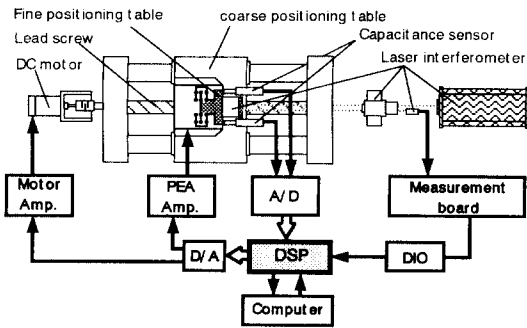 Fine positioning table
coarse positioning table
Lead screw
Capacitance sensor
DC motor
Laser interferometer
Motor
Amp.
PEA
Amp.
A/D
Measurement
board
D/A
DSP
DIO
Computer